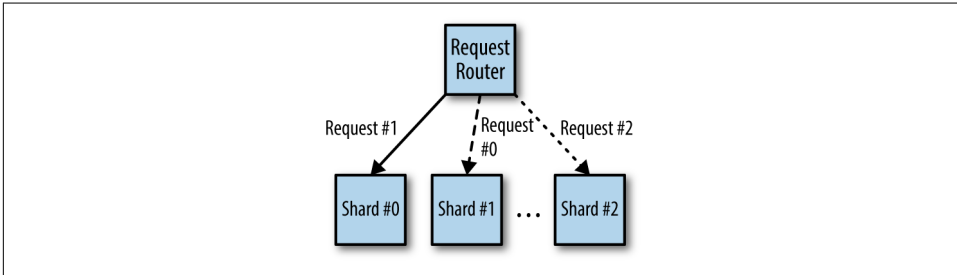 Request
Router
Request #1
Request
#0
Request #2
Shard #0
Shard #1
...
Shard #2